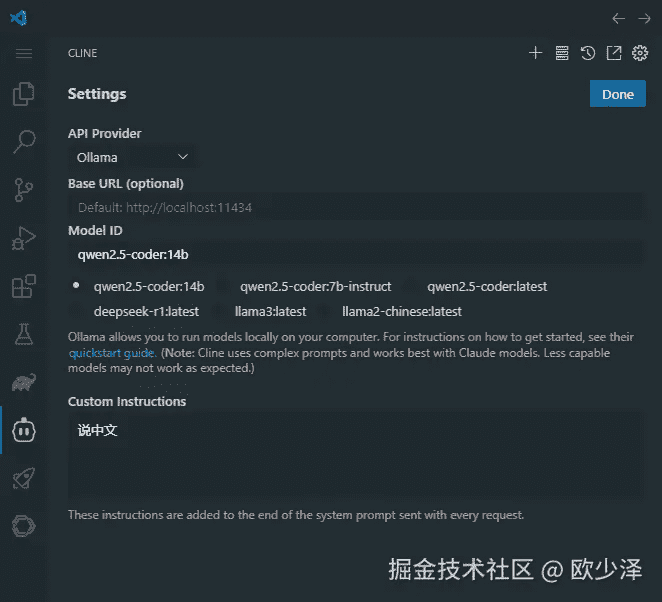 CLINE
Settings
Done
API Provider
Ollama
Base URL (optional)
Default: http://localhost:11434
Model ID
qwen2.5-coder:14b
qwen2.5-coder:14b qwen2.5-coder:7b-instruct qwen2.5-coder:latest
deepseek-r1:latest llama3:latest llama2-chinese:latest
Ollama allows you to run models locally on your computer. For instructions on how to get started, see their
quickstart guide. (Note: Cline uses complex prompts and works best with Claude models. Less capable
models may not work as expected.)
Custom Instructions
说中文
These instructions are added to the end of the system prompt sent with every request.
掘金技术社区 @ 欧少泽